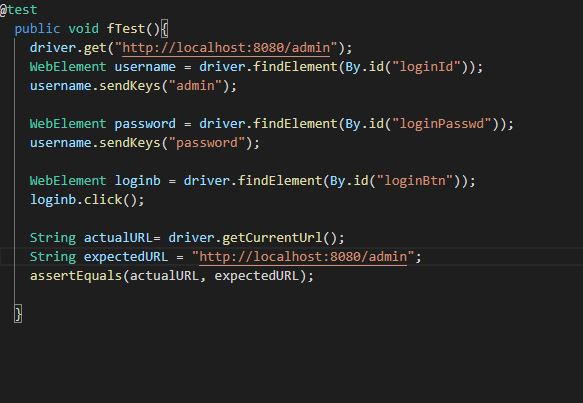 @test
public void fTest(){
driver.get("http://localhost:8080/admin");
WebElement username = driver.findElement(By.id("loginId"));
username.sendKeys("admin");
WebElement password = driver.findElement(By.id("loginPasswd"));
username.sendKeys("password");
WebElement loginb = driver.findElement(By.id("loginBtn"));
loginb.click();
String actualURL= driver.getCurrentUrl();
String expectedURL = "http://localhost:8080/admin";
assertEquals(actualURL, expectedURL);
}